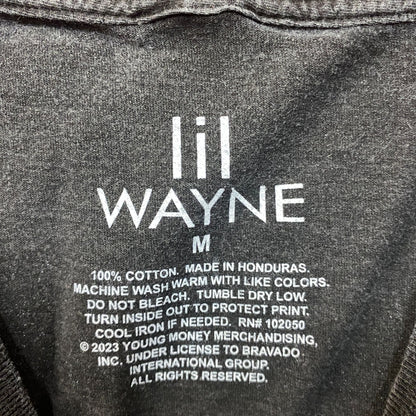 lil
WAYNE
M
100% COTTON. MADE IN HONDURAS.
MACHINE WASH WARM WITH LIKE COLORS.
DO NOT BLEACH. TUMBLE DRY LOW.
TURN INSIDE OUT TO PROTECT PRINT.
COOL IRON IF NEEDED. RN# 102050
© 2023 YOUNG MONEY MERCHANDISING,
INC. UNDER LICENSE TO BRAVADO
INTERNATIONAL GROUP.
ALL RIGHTS RESERVED.